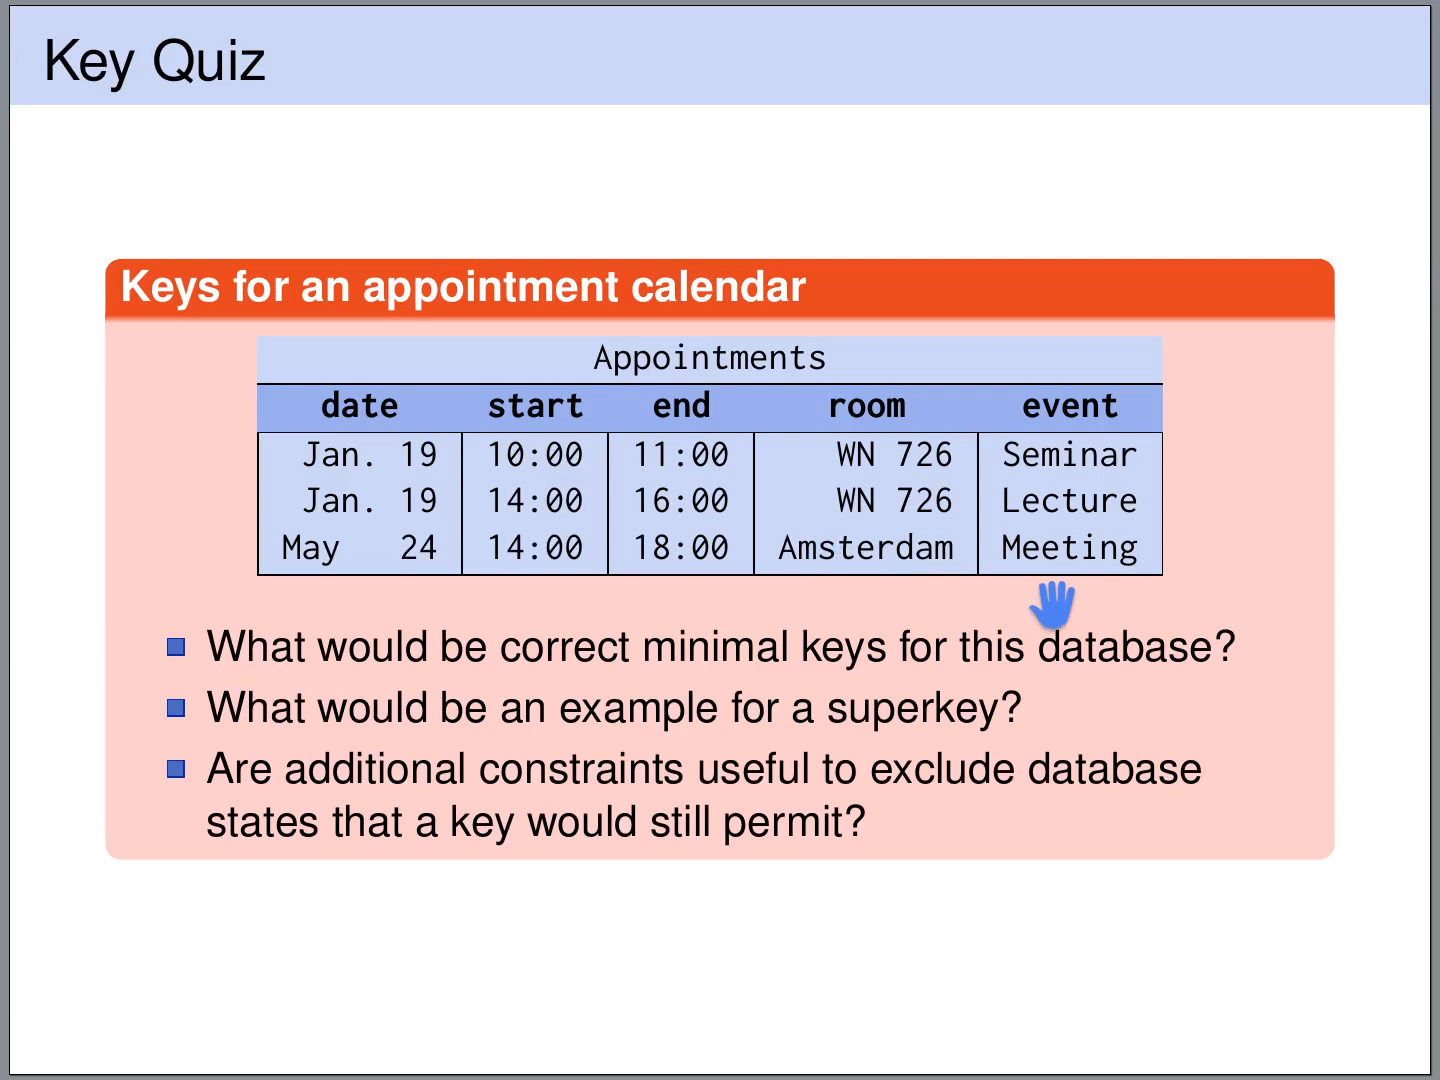 Key Quiz
Keys for an appointment calendar
Appointments
date start end room event
Jan. 19 10:00 11:00 WN 726 Seminar
Jan. 19 14:00 16:00 WN 726 Lecture
May 24 14:00 18:00 Amsterdam Meeting
What would be correct minimal keys for this database?
What would be an example for a superkey?
Are additional constraints useful to exclude database
states that a key would still permit?